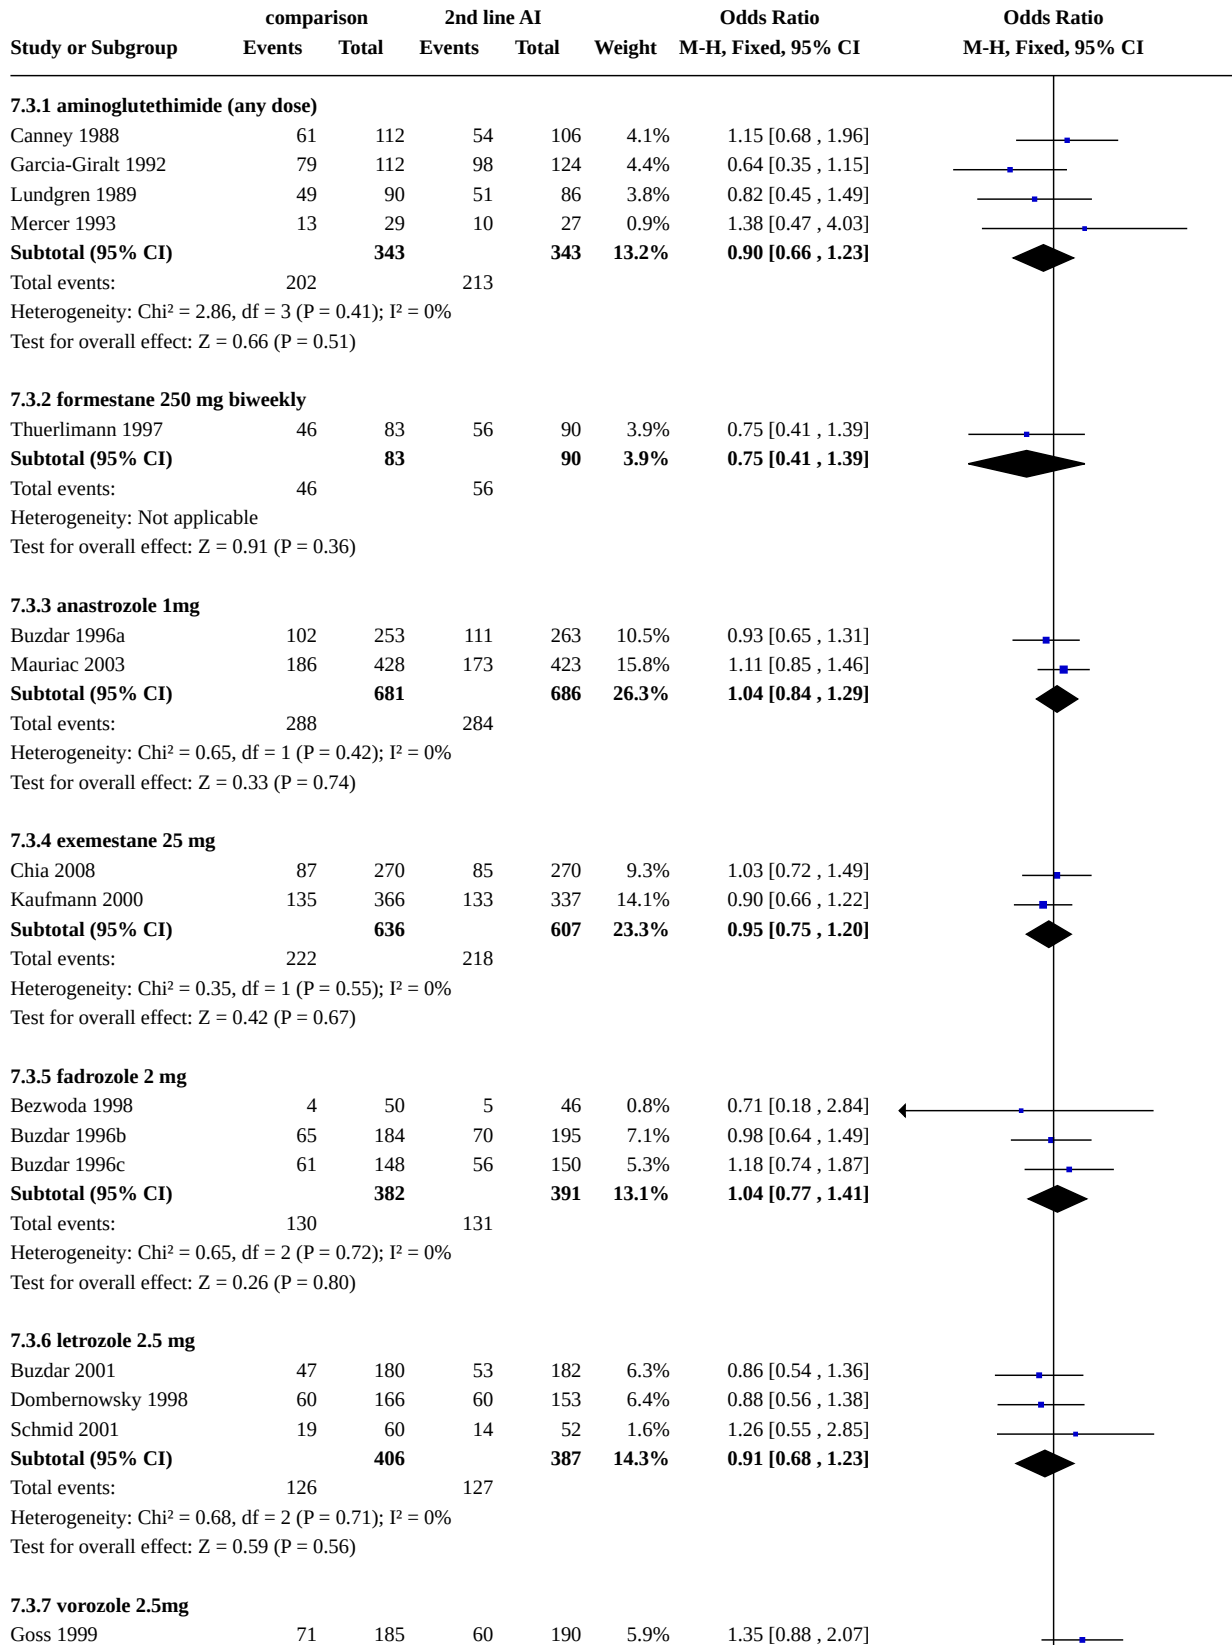 comparison 2nd line AI Odds Ratio Odds Ratio
Study or Subgroup Events Total Events Total Weight M-H, Fixed, 95% CI M-H, Fixed, 95% CI
7.3.1 aminoglutethimide (any dose)
Canney 1988 61 112 54 106 4.1% 1.15 [0.68 , 1.96]
Garcia-Giralt 1992 79 112 98 124 4.4% 0.64 [0.35 , 1.15]
Lundgren 1989 49 90 51 86 3.8% 0.82 [0.45 , 1.49]
Mercer 1993 13 29 10 27 0.9% 1.38 [0.47 , 4.03]
Subtotal (95% CI) 343 343 13.2% 0.90 [0.66 , 1.23]
Total events: 202 213
Heterogeneity: Chi² = 2.86, df = 3 (P = 0.41); I² = 0%
Test for overall effect: Z = 0.66 (P = 0.51)
7.3.2 formestane 250 mg biweekly
Thuerlimann 1997 46 83 56 90 3.9% 0.75 [0.41 , 1.39]
Subtotal (95% CI) 83 90 3.9% 0.75 [0.41 , 1.39]
Total events: 46 56
Heterogeneity: Not applicable
Test for overall effect: Z = 0.91 (P = 0.36)
7.3.3 anastrozole 1mg
Buzdar 1996a 102 253 111 263 10.5% 0.93 [0.65 , 1.31]
Mauriac 2003 186 428 173 423 15.8% 1.11 [0.85 , 1.46]
Subtotal (95% CI) 681 686 26.3% 1.04 [0.84 , 1.29]
Total events: 288 284
Heterogeneity: Chi² = 0.65, df = 1 (P = 0.42); I² = 0%
Test for overall effect: Z = 0.33 (P = 0.74)
7.3.4 exemestane 25 mg
Chia 2008 87 270 85 270 9.3% 1.03 [0.72 , 1.49]
Kaufmann 2000 135 366 133 337 14.1% 0.90 [0.66 , 1.22]
Subtotal (95% CI) 636 607 23.3% 0.95 [0.75 , 1.20]
Total events: 222 218
Heterogeneity: Chi² = 0.35, df = 1 (P = 0.55); I² = 0%
Test for overall effect: Z = 0.42 (P = 0.67)
7.3.5 fadrozole 2 mg
Bezwoda 1998 4 50 5 46 0.8% 0.71 [0.18 , 2.84]
Buzdar 1996b 65 184 70 195 7.1% 0.98 [0.64 , 1.49]
Buzdar 1996c 61 148 56 150 5.3% 1.18 [0.74 , 1.87]
Subtotal (95% CI) 382 391 13.1% 1.04 [0.77 , 1.41]
Total events: 130 131
Heterogeneity: Chi² = 0.65, df = 2 (P = 0.72); I² = 0%
Test for overall effect: Z = 0.26 (P = 0.80)
7.3.6 letrozole 2.5 mg
Buzdar 2001 47 180 53 182 6.3% 0.86 [0.54 , 1.36]
Dombernowsky 1998 60 166 60 153 6.4% 0.88 [0.56 , 1.38]
Schmid 2001 19 60 14 52 1.6% 1.26 [0.55 , 2.85]
Subtotal (95% CI) 406 387 14.3% 0.91 [0.68 , 1.23]
Total events: 126 127
Heterogeneity: Chi² = 0.68, df = 2 (P = 0.71); I² = 0%
Test for overall effect: Z = 0.59 (P = 0.56)
7.3.7 vorozole 2.5mg
Goss 1999 71 185 60 190 5.9% 1.35 [0.88 , 2.07]